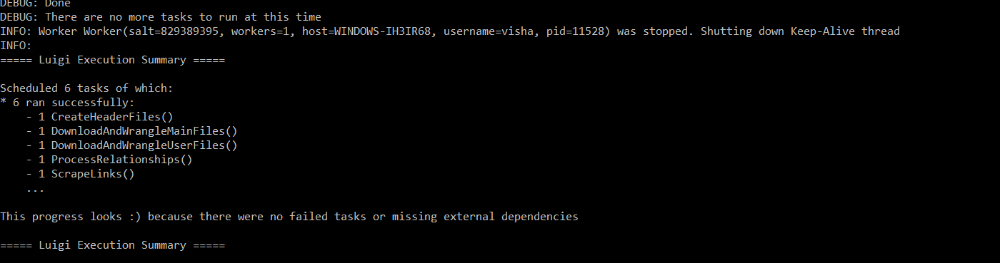 DEBUG: Done
DEBUG: There are no more tasks to run at this time
INFO: Worker Worker(salt=829389395, workers=1, host=WINDOWS-IH3IR68, username=visha, pid=11528) was stopped. Shutting down Keep-Alive thread
INFO:
===== Luigi Execution Summary =====
Scheduled 6 tasks of which:
* 6 ran successfully:
    - 1 CreateHeaderFiles()
    - 1 DownloadAndWrangleMainFiles()
    - 1 DownloadAndWrangleUserFiles()
    - 1 ProcessRelationships()
    - 1 ScrapeLinks()
    ...
This progress looks :) because there were no failed tasks or missing external dependencies
===== Luigi Execution Summary =====